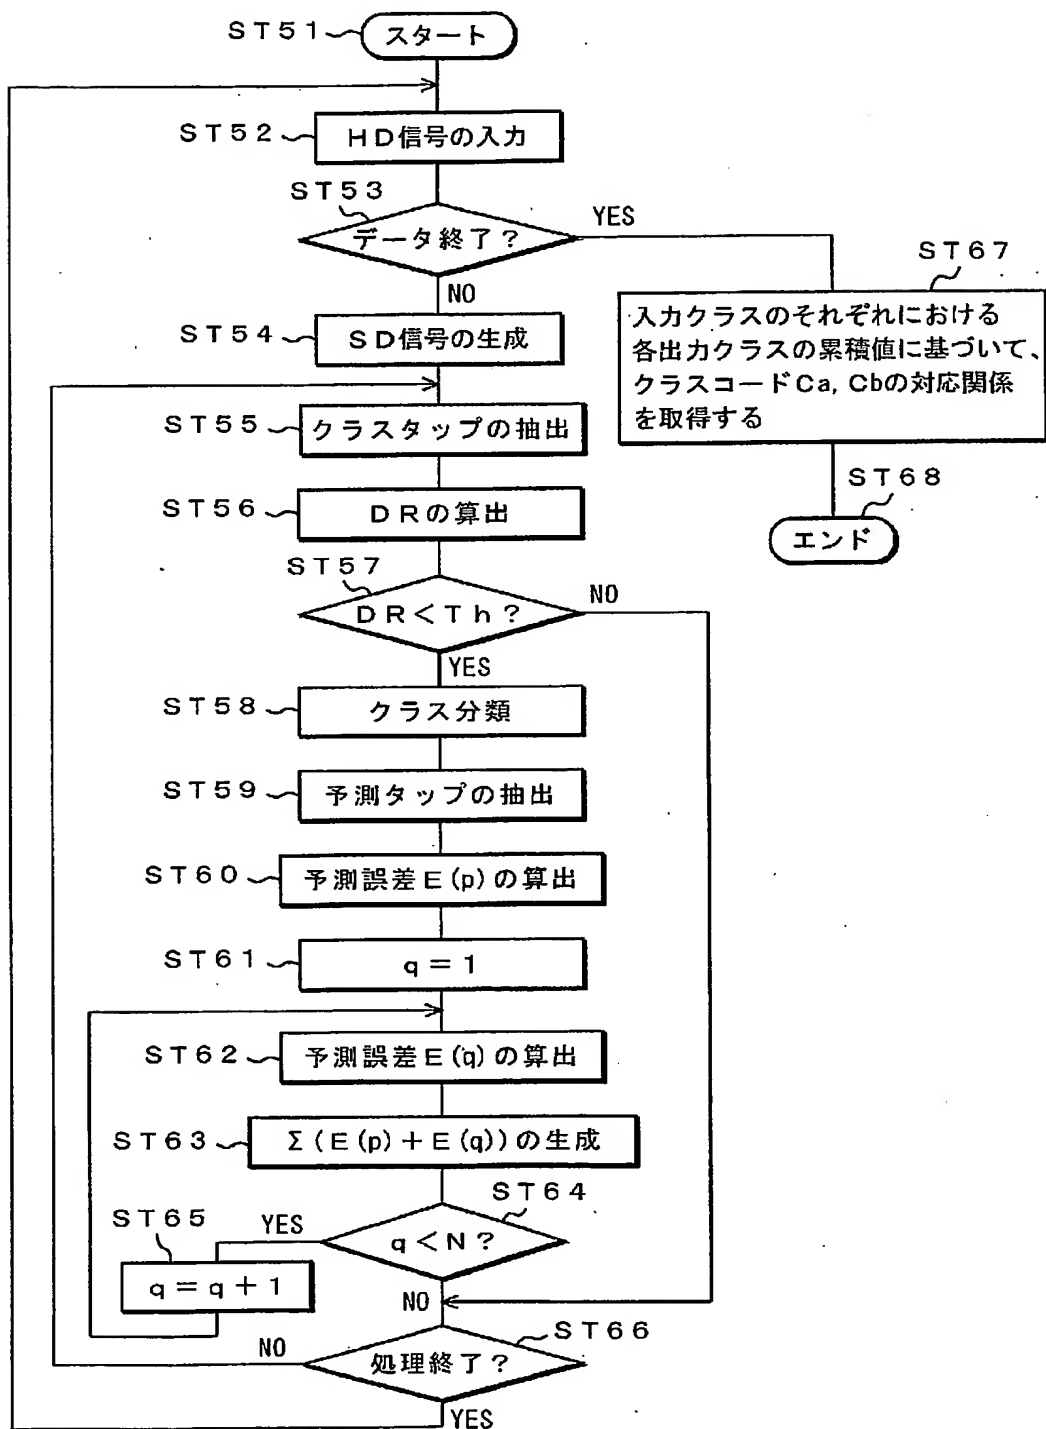 ST51
スタート
ST52
HD信号の入力
ST53
データ終了?
YES
NO
ST67
入力クラスのそれぞれにおける
各出力クラスの累積値に基づいて、
クラスコードCa, Cbの対応関係
を取得する
ST68
エンド
ST54
SD信号の生成
ST55
クラスタップの抽出
ST56
DRの算出
ST57
DR<Th?
NO
YES
ST58
クラス分類
ST59
予測タップの抽出
ST60
予測誤差E(p)の算出
ST61
q=1
ST62
予測誤差E(q)の算出
ST63
Σ(E(p)+E(q))の生成
ST64
q<N?
YES
ST65
q=q+1
NO
ST66
処理終了?
NO
YES